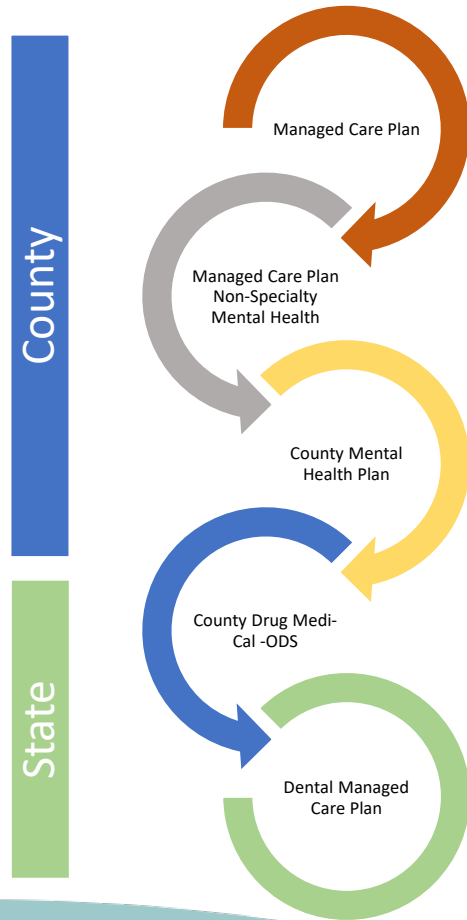 County
Managed Care Plan
Managed Care Plan
Non-Specialty
Mental Health
County Mental
Health Plan
State
County Drug Medi-
Cal -ODS
Dental Managed
Care Plan